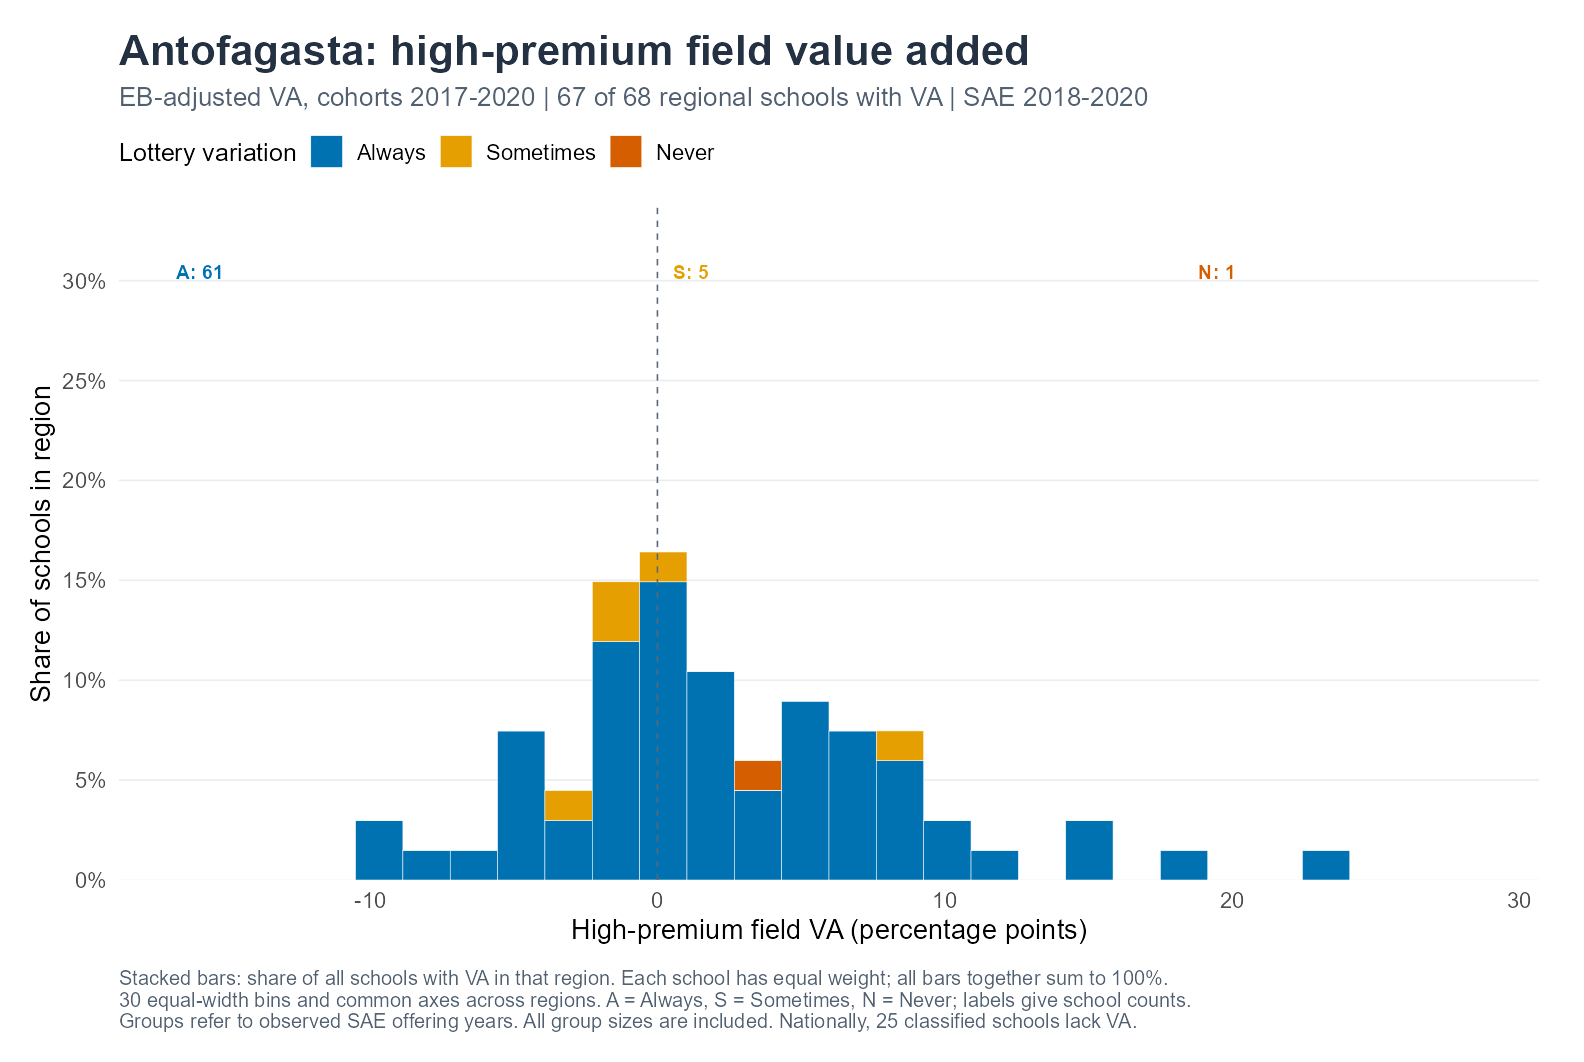 Antofagasta: high-premium field value added
EB-adjusted VA, cohorts 2017-2020 | 67 of 68 regional schools with VA | SAE 2018-2020
Lottery variation Always Sometimes Never
A: 61 S: 5 N: 1
30%
25%
20%
15%
10%
5%
0%
Share of schools in region
-10 0 10 20 30
High-premium field VA (percentage points)
Stacked bars: share of all schools with VA in that region. Each school has equal weight; all bars together sum to 100%.
30 equal-width bins and common axes across regions. A = Always, S = Sometimes, N = Never; labels give school counts.
Groups refer to observed SAE offering years. All group sizes are included. Nationally, 25 classified schools lack VA.